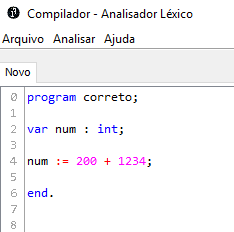 Compilador - Analisador Léxico
Arquivo Analisar Ajuda
Novo
0 program correto;
1
2 var num : int;
3
4 num := 200 + 1234;
5
6 end.
7
8